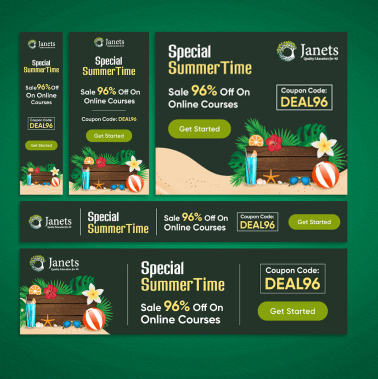 Janets
Special
SummerTime
Sale 96% Off
On Online
Courses
Coupon Code:
DEAL96
Get Started
Janets
Special
SummerTime
Sale 96% Off On
Online Courses
Coupon Code: DEAL96
Get Started
Special
SummerTime
Sale 96% Off On
Online Courses
Get Started
Janets
Quality Education for All
Coupon Code:
DEAL96
Janets
Quality Education for All
Special
SummerTime
Sale 96% Off On
Online Courses
Coupon Code:
DEAL96
Get Started
Janets
Quality Education for All
Special
SummerTime
Sale 96% Off On
Online Courses
Coupon Code:
DEAL96
Get Started